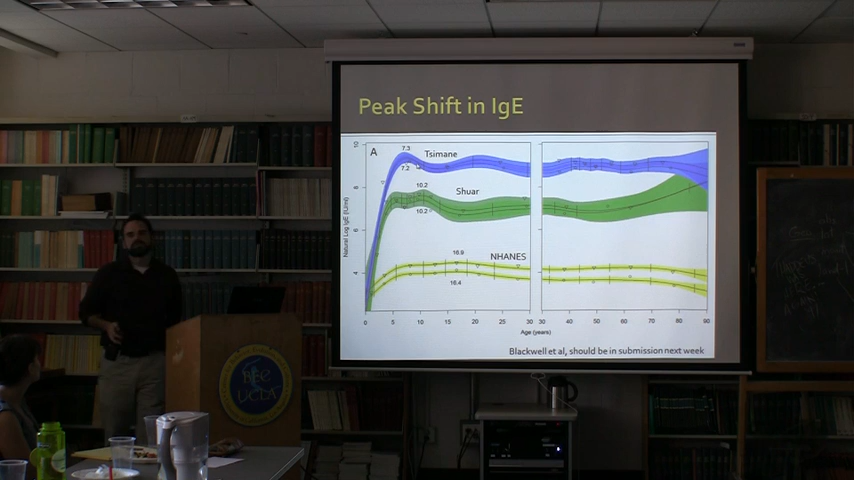 Peak Shift in IgE
A
7.3
Tsimane
7.2
10.2
Shuar
10.2
16.9
NHANES
16.4
Natural Log IgE (IU/ml)
10
8
6
4
0 5 10 15 20 25 30 30 40 50 60 70 80 90
Age (years)
Blackwell et al, should be in submission next week
BEC
UCLA